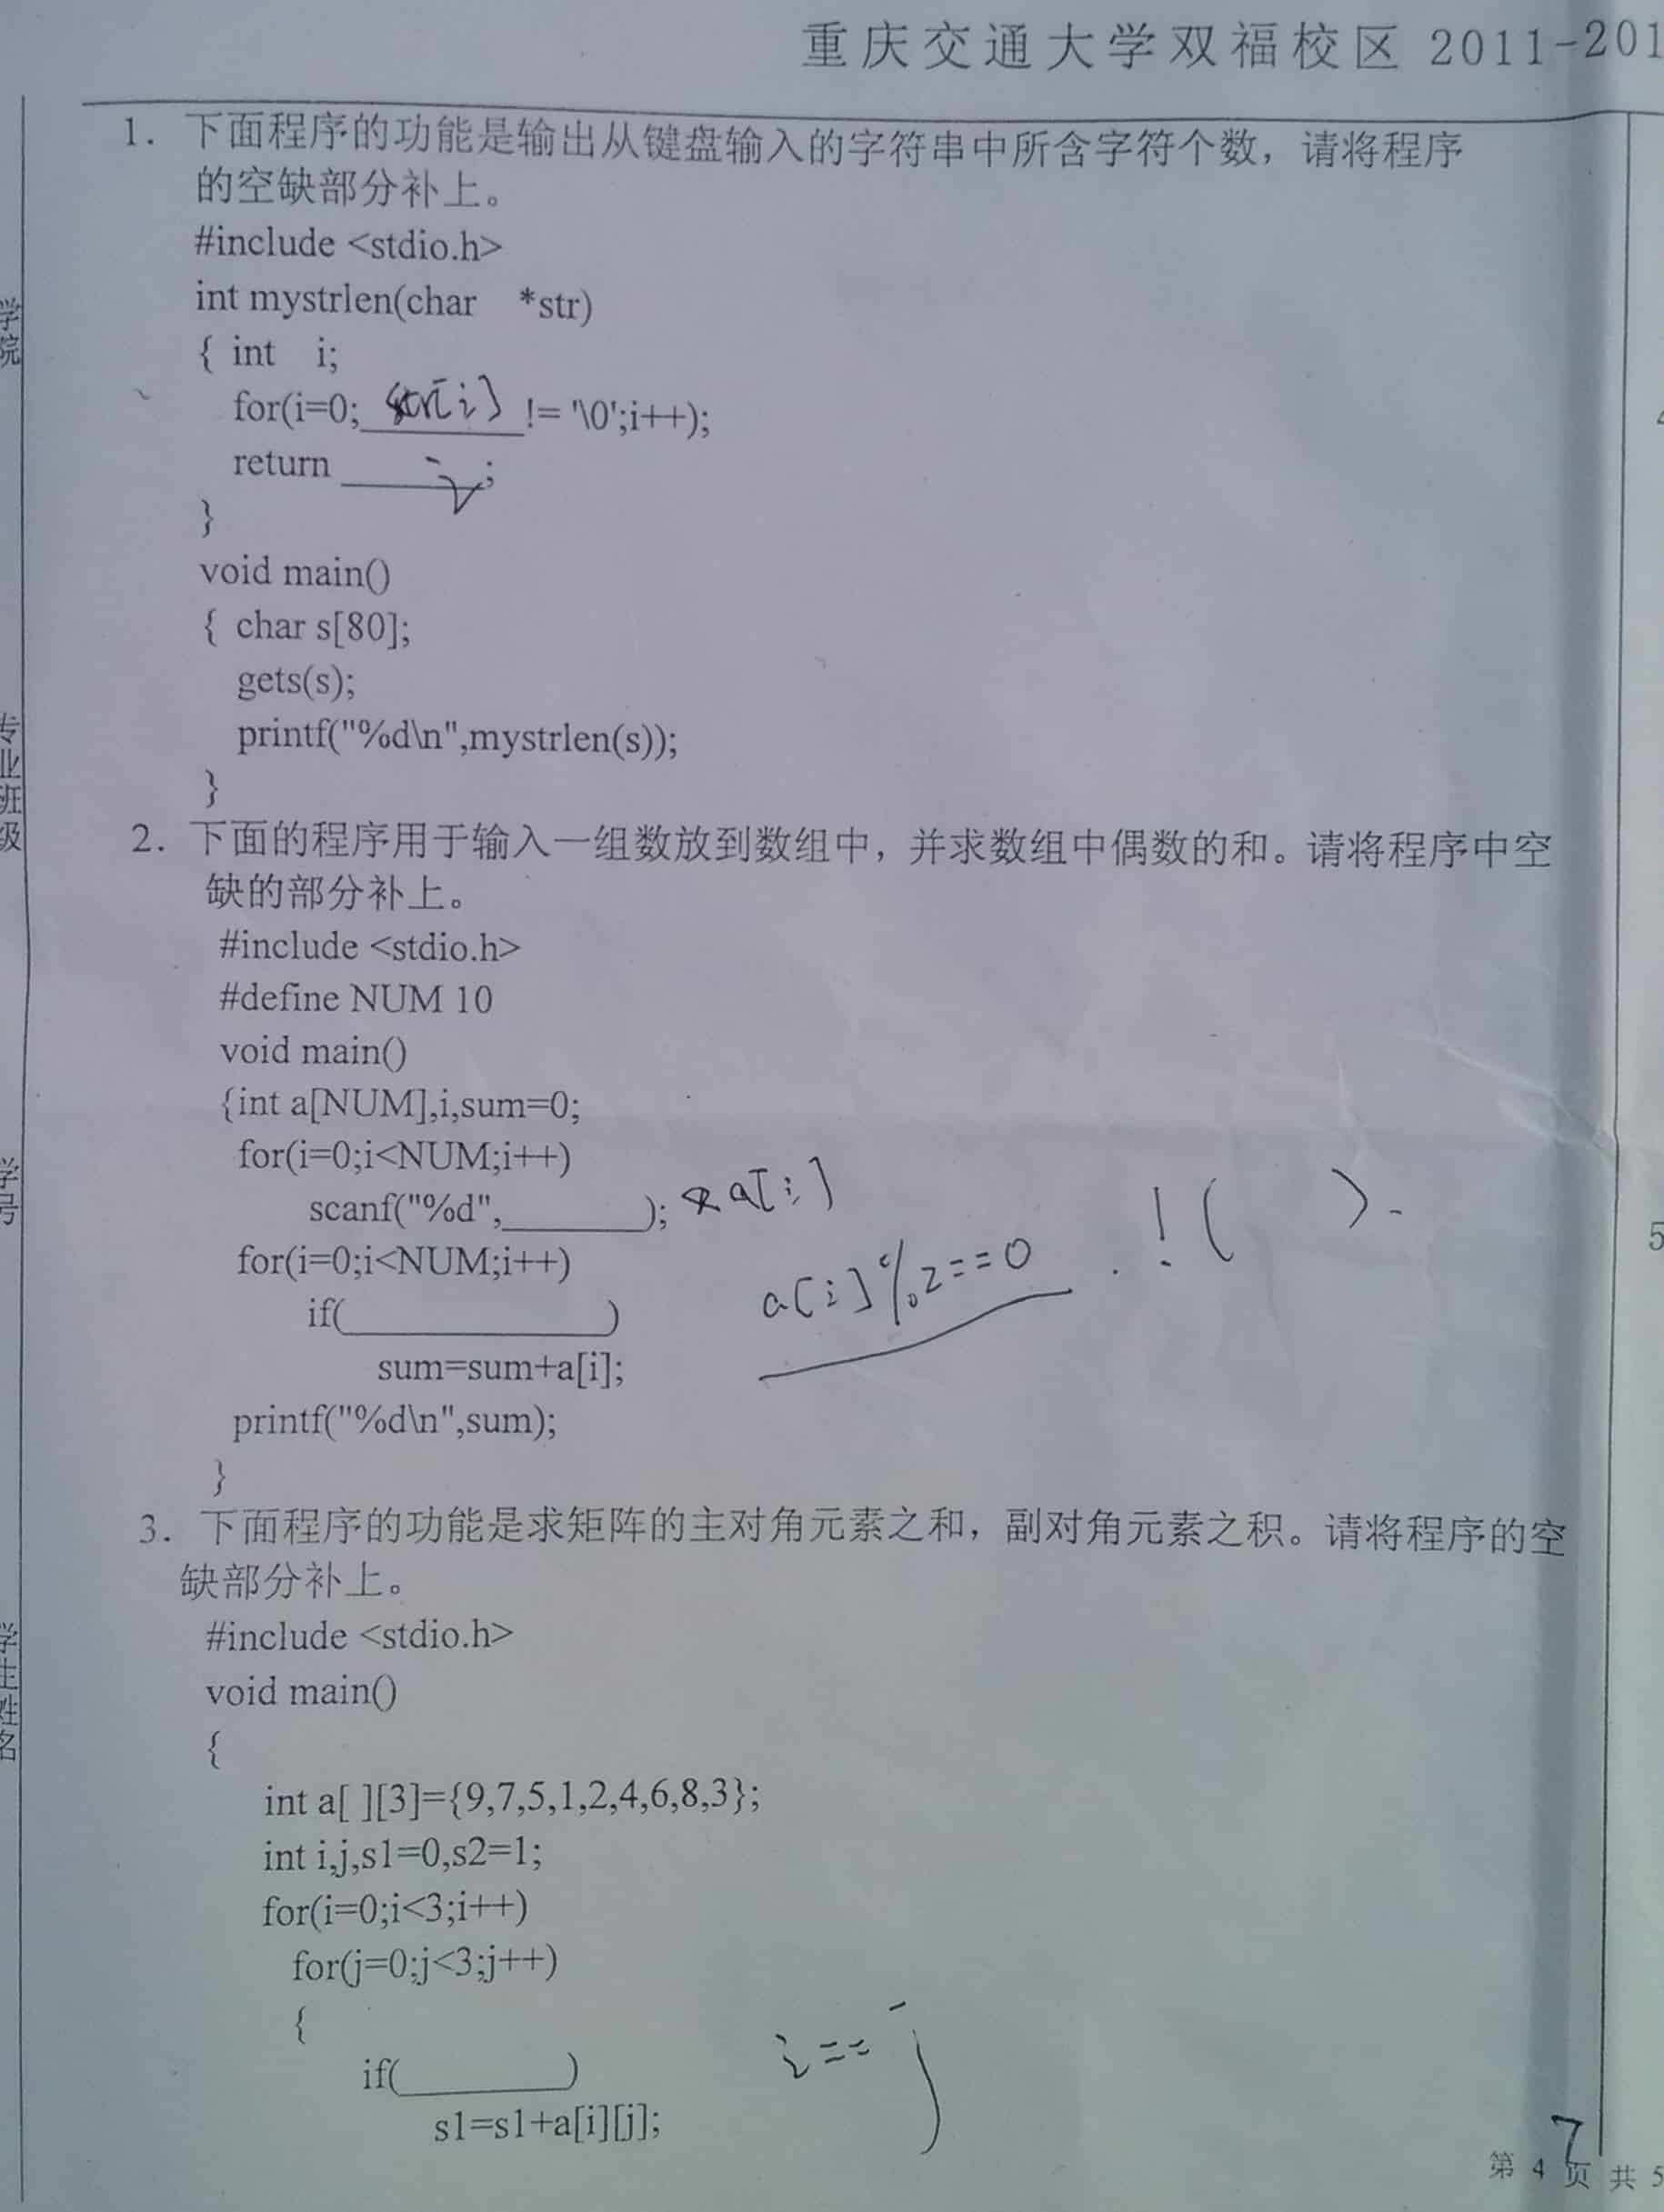 重庆交通大学双福校区 2011-201
1. 下面程序的功能是输出从键盘输入的字符串中所含字符个数，请将程序
的空缺部分补上。
#include <stdio.h>
int mystrlen(char *str)
{ int i;
for(i=0; str[i] != '\0';i++);
return i ;
}
void main()
{ char s[80];
gets(s);
printf("%d\n",mystrlen(s));
}
2. 下面的程序用于输入一组数放到数组中，并求数组中偶数的和。请将程序中空
缺的部分补上。
#include <stdio.h>
#define NUM 10
void main()
{int a[NUM],i,sum=0;
for(i=0;i<NUM;i++)
scanf("%d",______); &a[i]
for(i=0;i<NUM;i++)
if(__________) a[i]%2==0 . !( ).
sum=sum+a[i];
printf("%d\n",sum);
}
3. 下面程序的功能是求矩阵的主对角元素之和，副对角元素之积。请将程序的空
缺部分补上。
#include <stdio.h>
void main()
{
int a[ ][3]={9,7,5,1,2,4,6,8,3};
int i,j,s1=0,s2=1;
for(i=0;i<3;i++)
for(j=0;j<3;j++)
{
if(_______) i==j
s1=s1+a[i][j];
第 4 页 共 5
7
学院
专业班级
学号
学生姓名
5